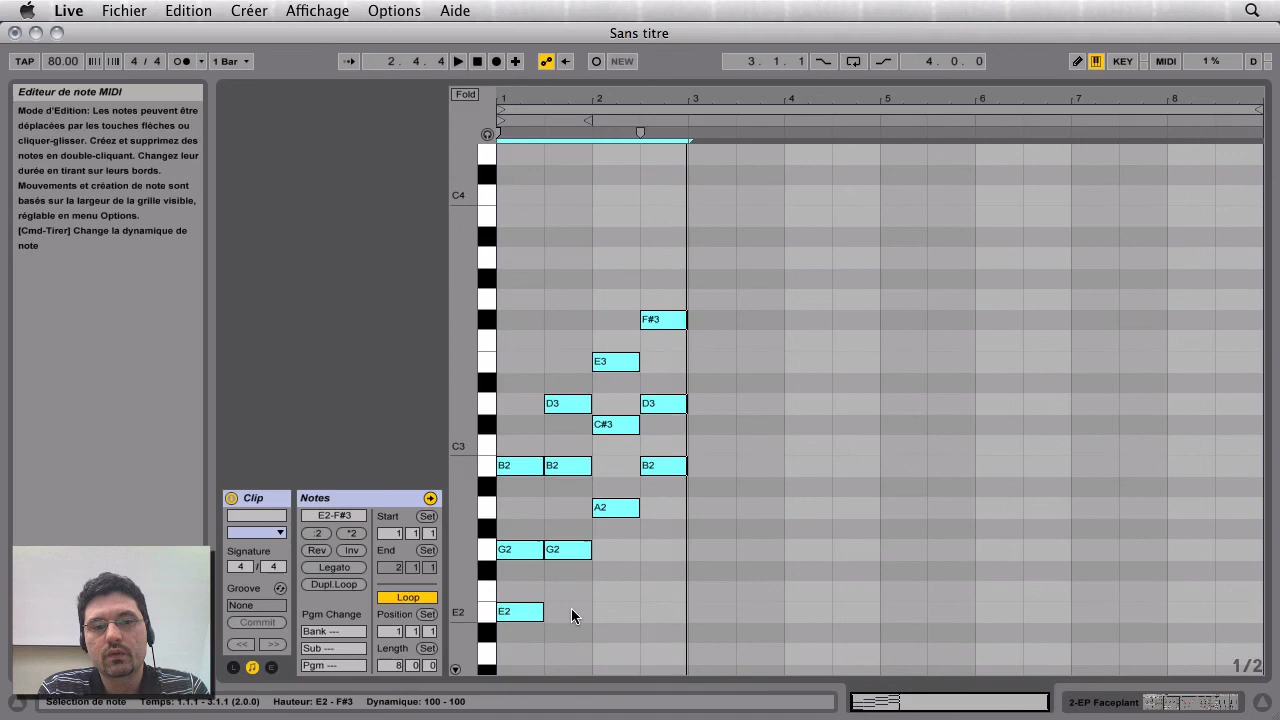 Live Fichier Edition Créer Affichage Options Aide
Sans titre
TAP 80.00 4 / 4 1 Bar 2. 4. 4 NEW 3. 1. 1 4. 0. 0 KEY MIDI 1 % D
Editeur de note MIDI
Mode d'Edition: Les notes peuvent être
déplacées par les touches flèches ou
cliquer-glisser. Créez et supprimez des
notes en double-cliquant. Changez leur
durée en tirant sur leurs bords.
Mouvements et création de note sont
basés sur la largeur de la grille visible,
réglable en menu Options.
[Cmd-Tirer] Change la dynamique de
note
Fold 1 2 3 4 5 6 7 8
C4
F#3
E3
D3 D3
C#3
C3
B2 B2 B2
A2
G2 G2
E2 E2
Clip
Signature
4 / 4
Groove
None
Commit
<< >>
L E
Notes
E2-F#3
:2 *2
Rev Inv
Legato
Dupl.Loop
Pgm Change
Bank ---
Sub ---
Pgm ---
Start Set
1 1 1
End Set
2 1 1
Loop
Position Set
1 1 1
Length Set
8 0 0
1/2
Sélection de note Temps: 1.1.1 - 3.1.1 (2.0.0) Hauteur: E2 - F#3 Dynamique: 100 - 100
2-EP Faceplant